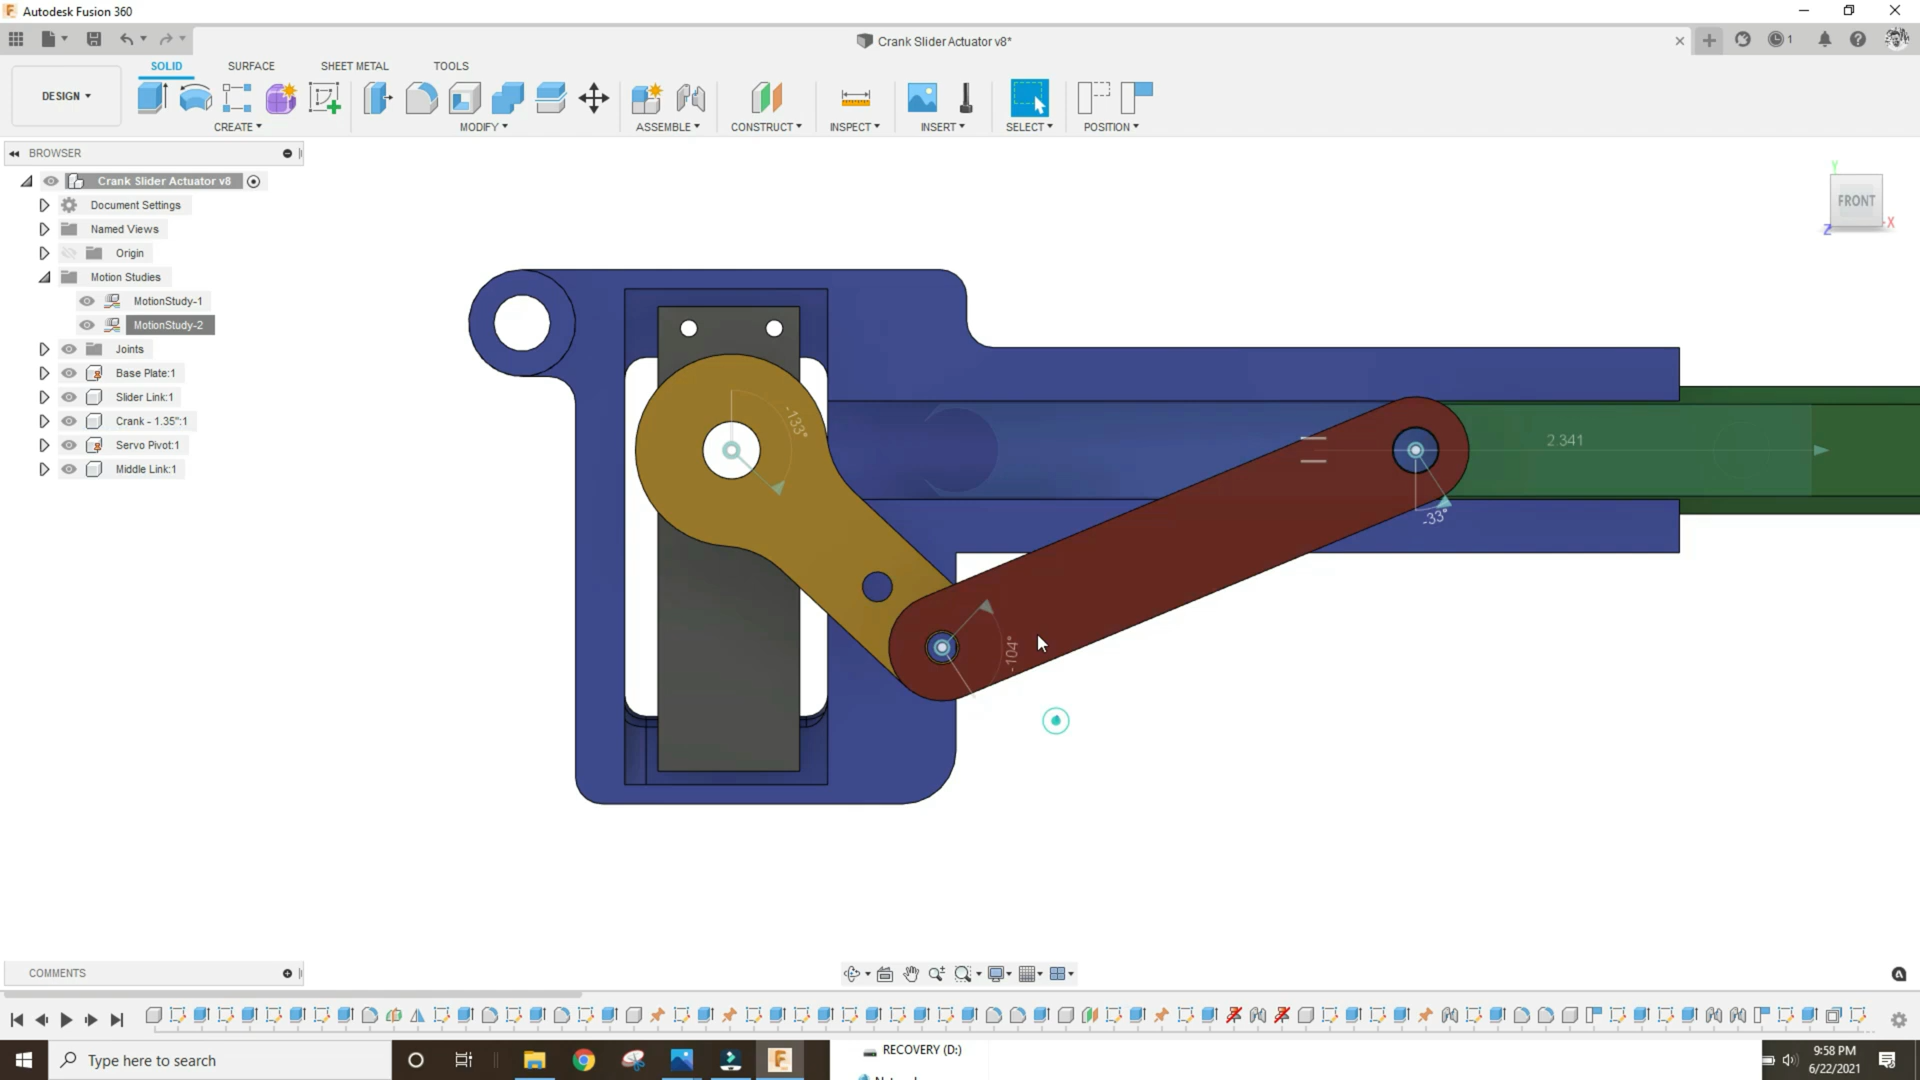 Autodesk Fusion 360
Crank Slider Actuator v8*
1
SOLID
SURFACE
SHEET METAL
TOOLS
DESIGN
CREATE
MODIFY
ASSEMBLE
CONSTRUCT
INSPECT
INSERT
SELECT
POSITION
BROWSER
Crank Slider Actuator v8
Document Settings
Named Views
Origin
Motion Studies
MotionStudy-1
MotionStudy-2
Joints
Base Plate:1
Slider Link:1
Crank - 1.35":1
Servo Pivot:1
Middle Link:1
Y
FRONT
X
Z
-133°
2.341
-33°
-104°
COMMENTS
Type here to search
RECOVERY (D:)
9:58 PM
6/22/2021